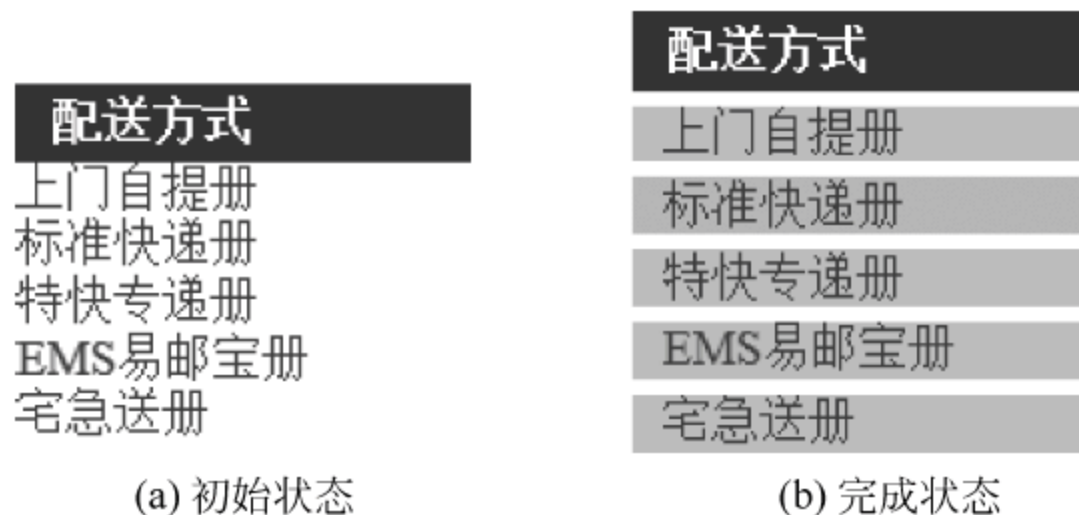 配送方式
上门自提册
标准快递册
特快专递册
EMS易邮宝册
宅急送册
(a) 初始状态
配送方式
上门自提册
标准快递册
特快专递册
EMS易邮宝册
宅急送册
(b) 完成状态